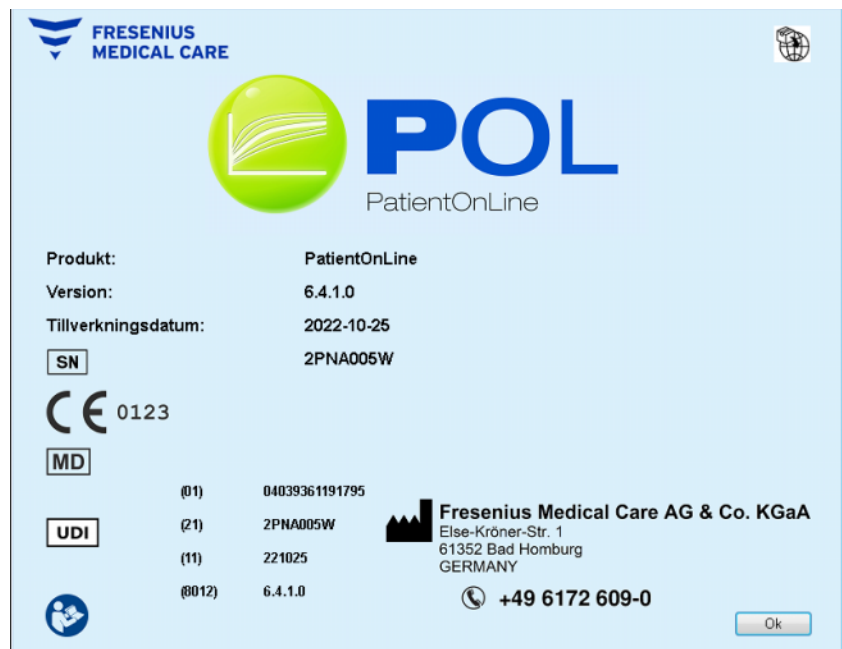 FRESENIUS
MEDICAL CARE
POL
PatientOnLine
Produkt: PatientOnLine
Version: 6.4.1.0
Tillverkningsdatum: 2022-10-25
SN 2PNA005W
CE 0123
MD
(01) 04039361191795
UDI (21) 2PNA005W
(11) 221025
(8012) 6.4.1.0
Fresenius Medical Care AG & Co. KGaA
Else-Kröner-Str. 1
61352 Bad Homburg
GERMANY
+49 6172 609-0
Ok